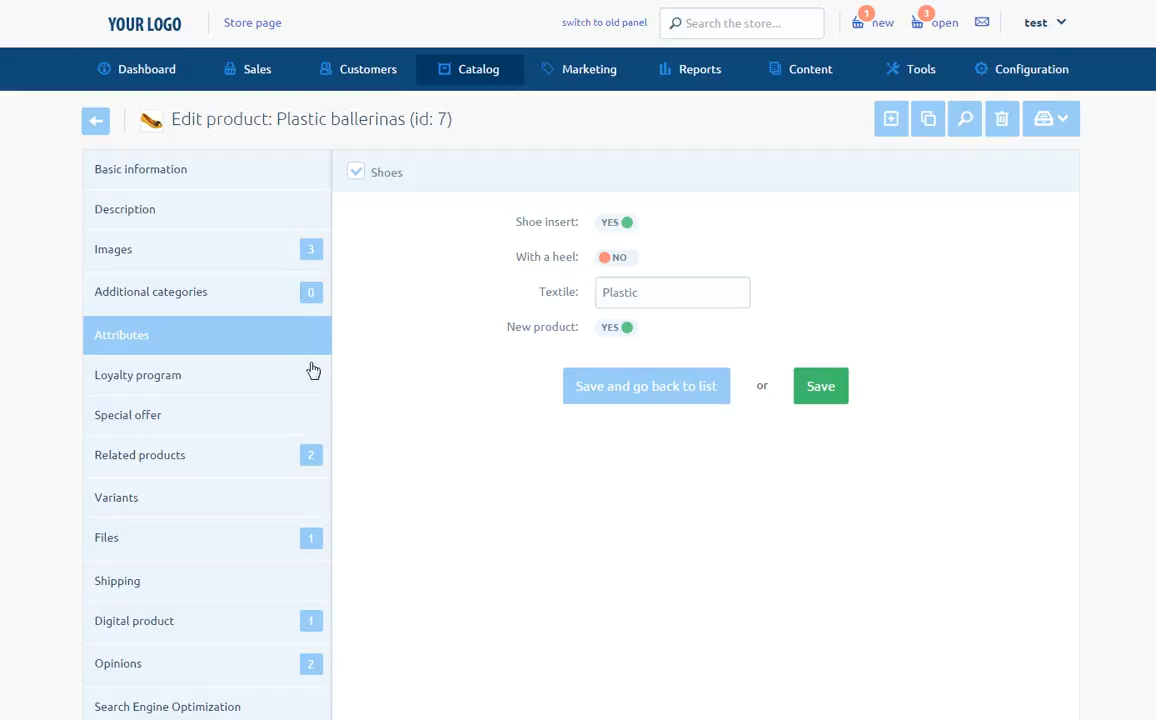 YOUR LOGO
Store page
switch to old panel
Search the store...
1
new
3
open
test
Dashboard
Sales
Customers
Catalog
Marketing
Reports
Content
Tools
Configuration
Edit product: Plastic ballerinas (id: 7)
Basic information
Description
Images 3
Additional categories 0
Attributes
Loyalty program
Special offer
Related products 2
Variants
Files 1
Shipping
Digital product 1
Opinions 2
Search Engine Optimization
Shoes
Shoe insert: YES
With a heel: NO
Textile: Plastic
New product: YES
Save and go back to list or Save